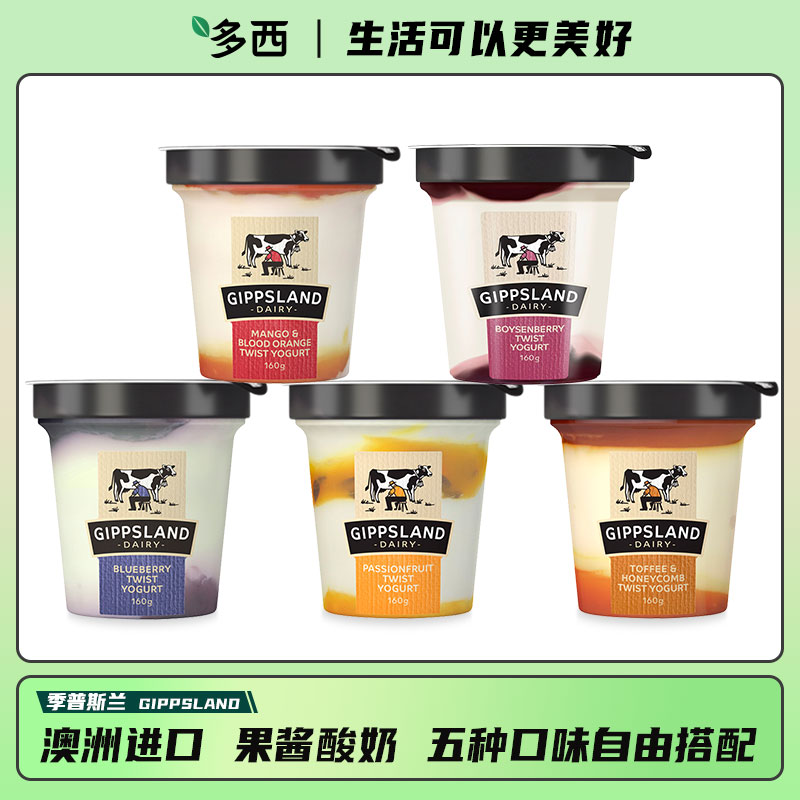 多西 | 生活可以更美好
GIPPSLAND
-DAIRY-
MANGO &
BLOOD ORANGE
TWIST YOGURT
160g
GIPPSLAND
-DAIRY-
BOYSENBERRY
TWIST
YOGURT
160g
GIPPSLAND
-DAIRY-
BLUEBERRY
TWIST
YOGURT
160g
GIPPSLAND
-DAIRY-
PASSIONFRUIT
TWIST
YOGURT
160g
GIPPSLAND
-DAIRY-
TOFFEE &
HONEYCOMB
TWIST YOGURT
160g
季普斯兰 GIPPSLAND
澳洲进口 果酱酸奶 五种口味自由搭配